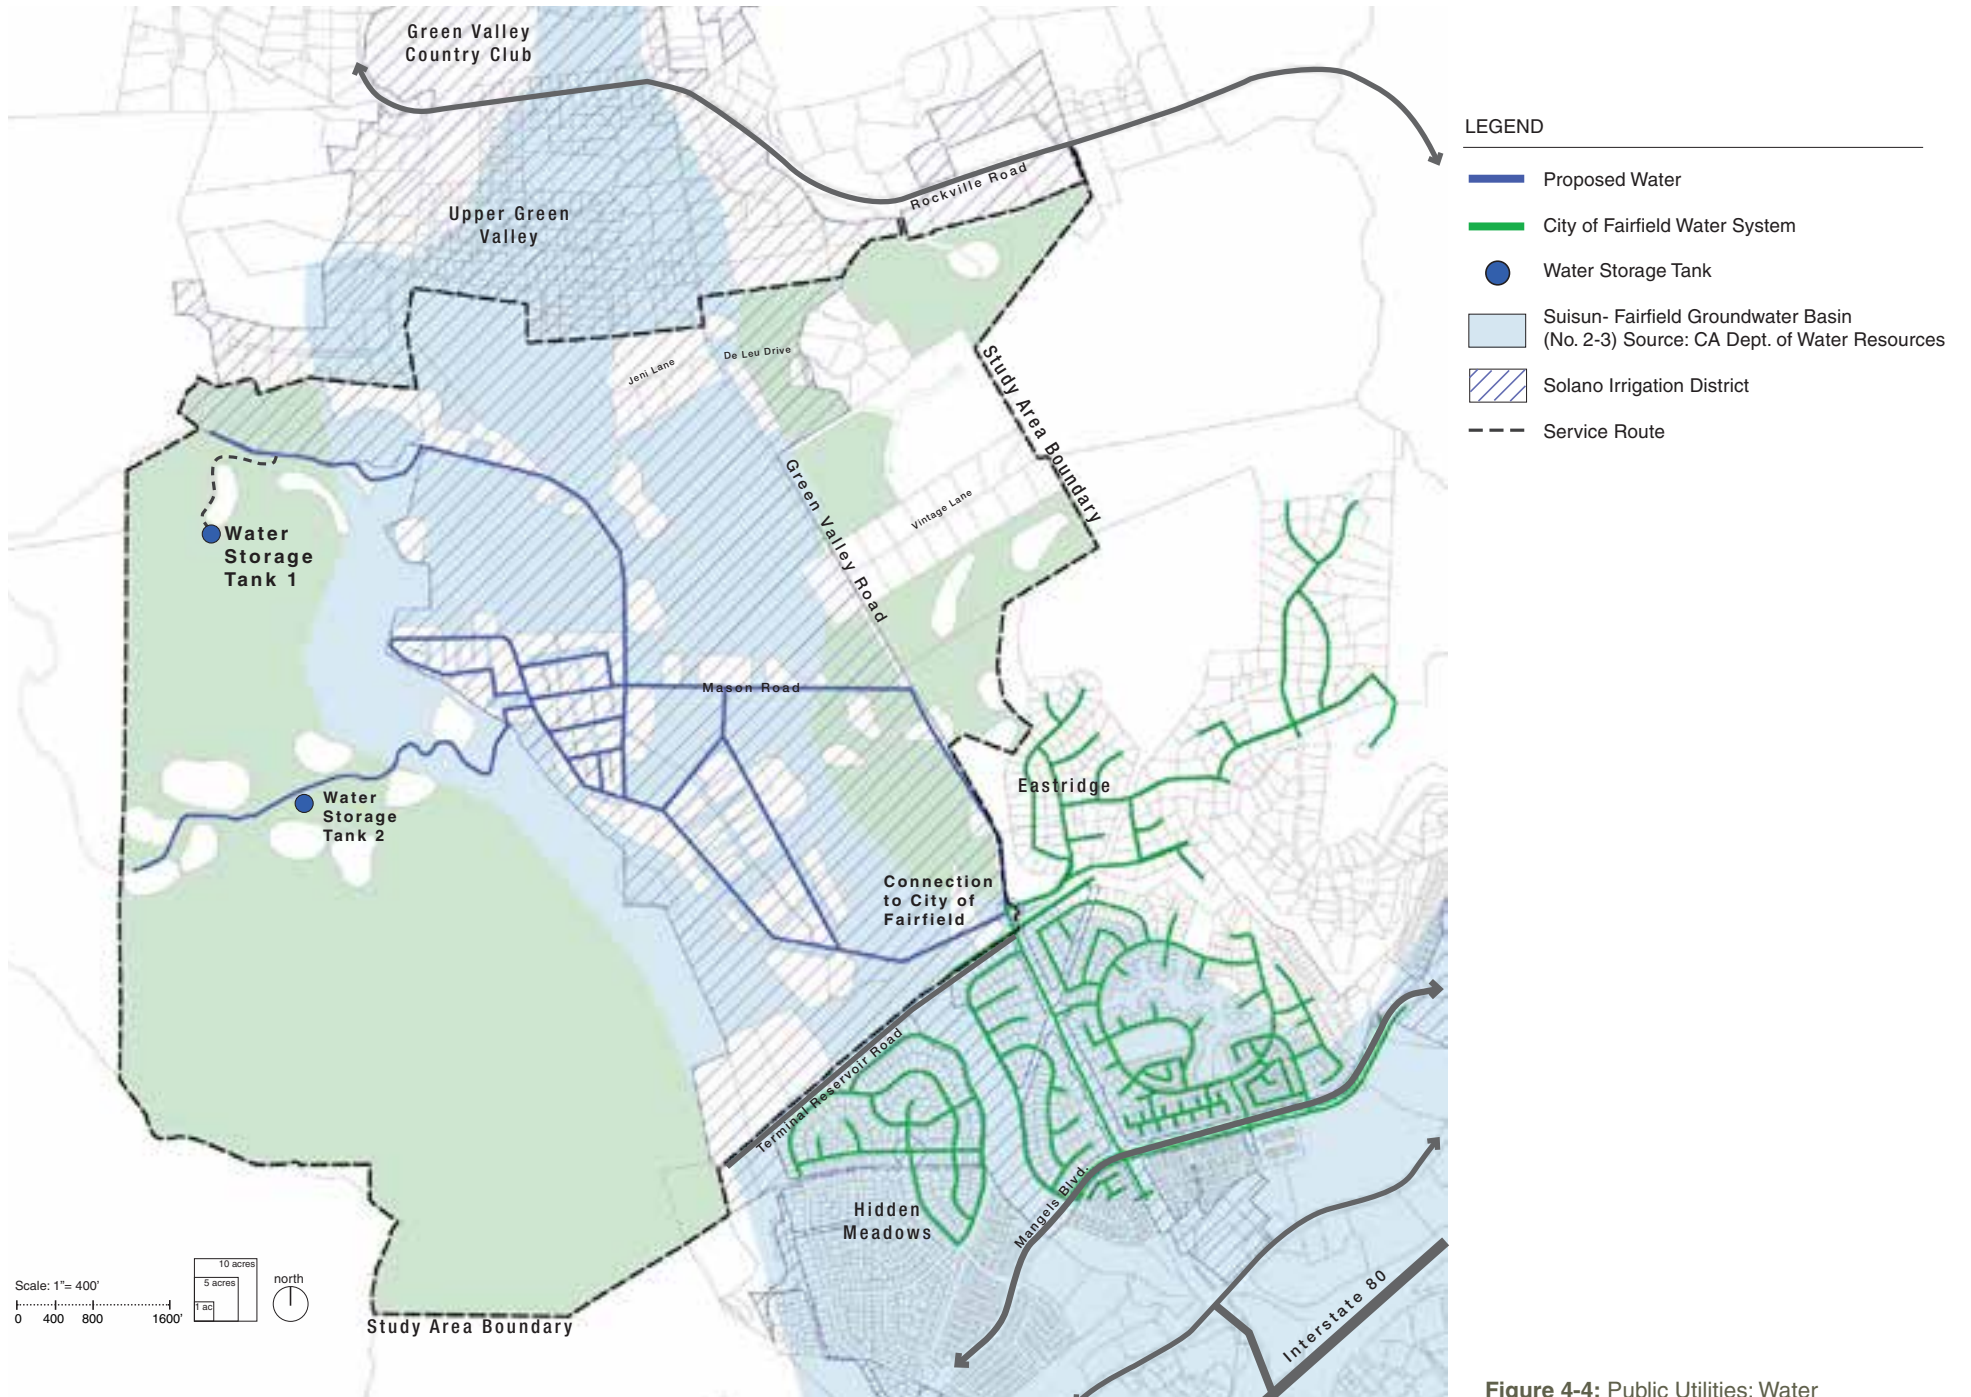 Green Valley
Country Club
Rockville Road
Upper Green
Valley
Jeni Lane
De Leu Drive
Study Area Boundary
Green Valley Road
Vintage Lane
Water
Storage
Tank 1
Mason Road
Eastridge
Water
Storage
Tank 2
Connection
to City of
Fairfield
Terminal Reservoir Road
Hidden
Meadows
Mangels Blvd.
Interstate 80
Study Area Boundary
Scale: 1"= 400'
0 400 800 1600'
10 acres
5 acres
1 ac
north
LEGEND
Proposed Water
City of Fairfield Water System
Water Storage Tank
Suisun- Fairfield Groundwater Basin
(No. 2-3) Source: CA Dept. of Water Resources
Solano Irrigation District
Service Route
Figure 4-4: Public Utilities: Water